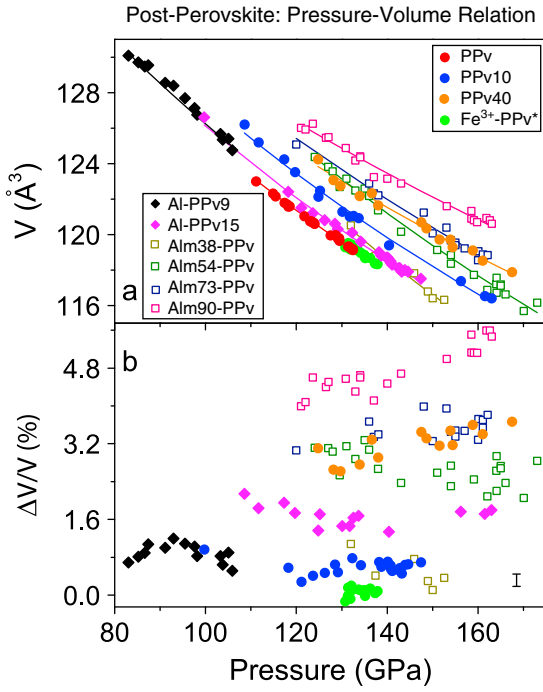 Post-Perovskite: Pressure-Volume Relation
PPv
PPv10
PPv40
Fe³⁺-PPv*
128
124
120
116
V (Å³)
Al-PPv9
Al-PPv15
Alm38-PPv
Alm54-PPv
Alm73-PPv
Alm90-PPv
a
b
4.8
3.2
1.6
0.0
ΔV/V (%)
80 100 120 140 160
Pressure (GPa)